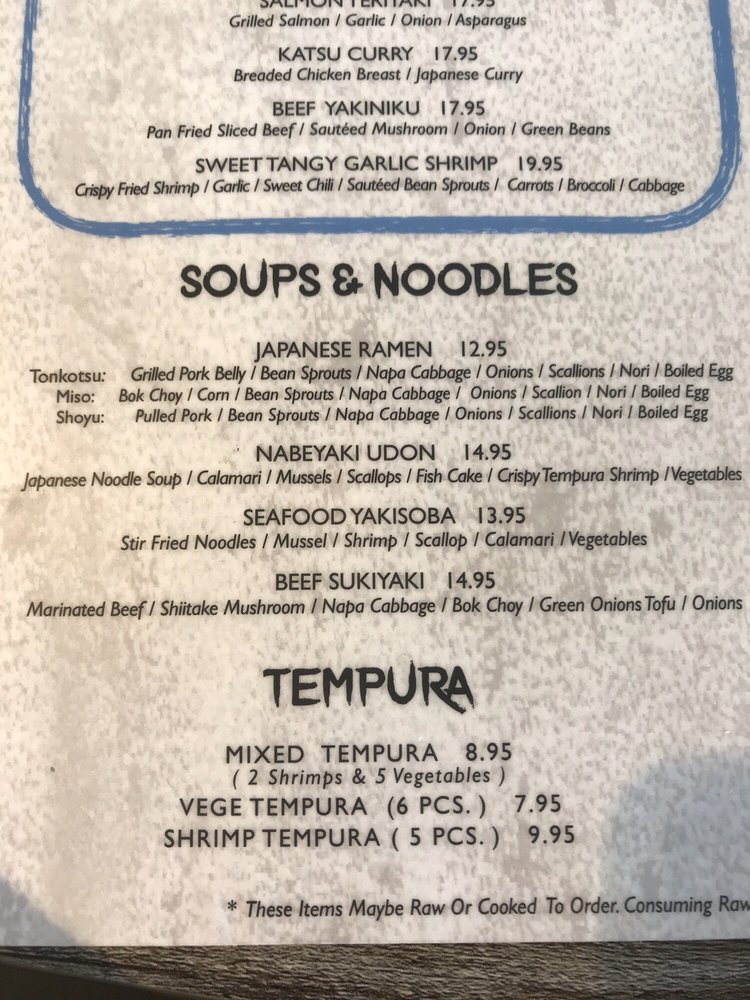 SALMON TERIYAKI 17.95
Grilled Salmon / Garlic / Onion / Asparagus
KATSU CURRY 17.95
Breaded Chicken Breast / Japanese Curry
BEEF YAKINIKU 17.95
Pan Fried Sliced Beef / Sautéed Mushroom / Onion / Green Beans
SWEET TANGY GARLIC SHRIMP 19.95
Crispy Fried Shrimp / Garlic / Sweet Chili / Sautéed Bean Sprouts / Carrots / Broccoli / Cabbage
SOUPS & NOODLES
JAPANESE RAMEN 12.95
Tonkotsu: Grilled Pork Belly / Bean Sprouts / Napa Cabbage / Onions / Scallions / Nori / Boiled Egg
Miso: Bok Choy / Corn / Bean Sprouts / Napa Cabbage / Onions / Scallion / Nori / Boiled Egg
Shoyu: Pulled Pork / Bean Sprouts / Napa Cabbage / Onions / Scallions / Nori / Boiled Egg
NABEYAKI UDON 14.95
Japanese Noodle Soup / Calamari / Mussels / Scallops / Fish Cake / Crispy Tempura Shrimp / Vegetables
SEAFOOD YAKISOBA 13.95
Stir Fried Noodles / Mussel / Shrimp / Scallop / Calamari / Vegetables
BEEF SUKIYAKI 14.95
Marinated Beef / Shiitake Mushroom / Napa Cabbage / Bok Choy / Green Onions Tofu / Onions
TEMPURA
MIXED TEMPURA 8.95
( 2 Shrimps & 5 Vegetables )
VEGE TEMPURA (6 PCS. ) 7.95
SHRIMP TEMPURA ( 5 PCS. ) 9.95
* These Items Maybe Raw Or Cooked To Order. Consuming Raw